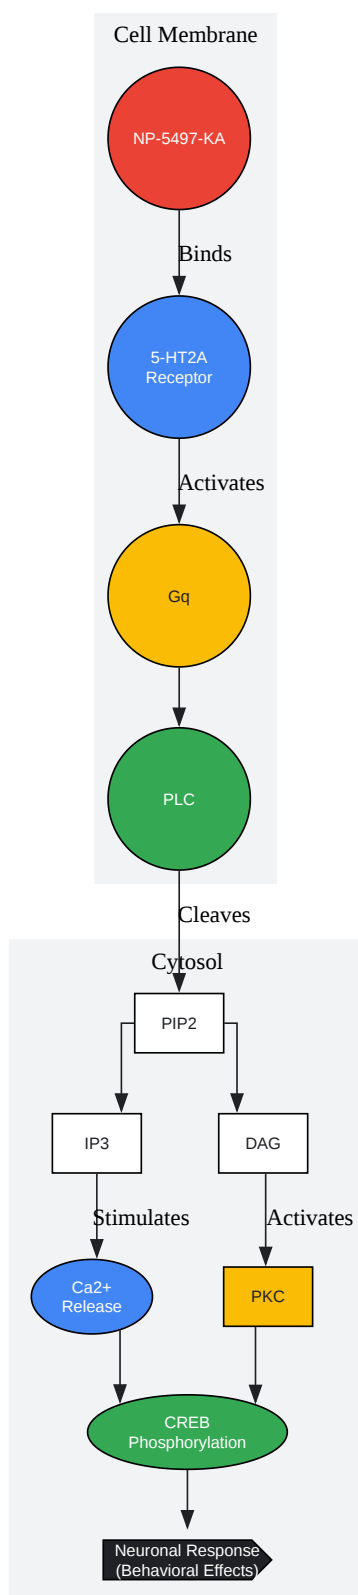 Cell Membrane
NP-5497-KA
Binds
5-HT2A
Receptor
Activates
Gq
PLC
Cleaves
Cytosol
PIP2
IP3
DAG
Stimulates
Activates
Ca2+
Release
PKC
CREB
Phosphorylation
Neuronal Response
(Behavioral Effects)